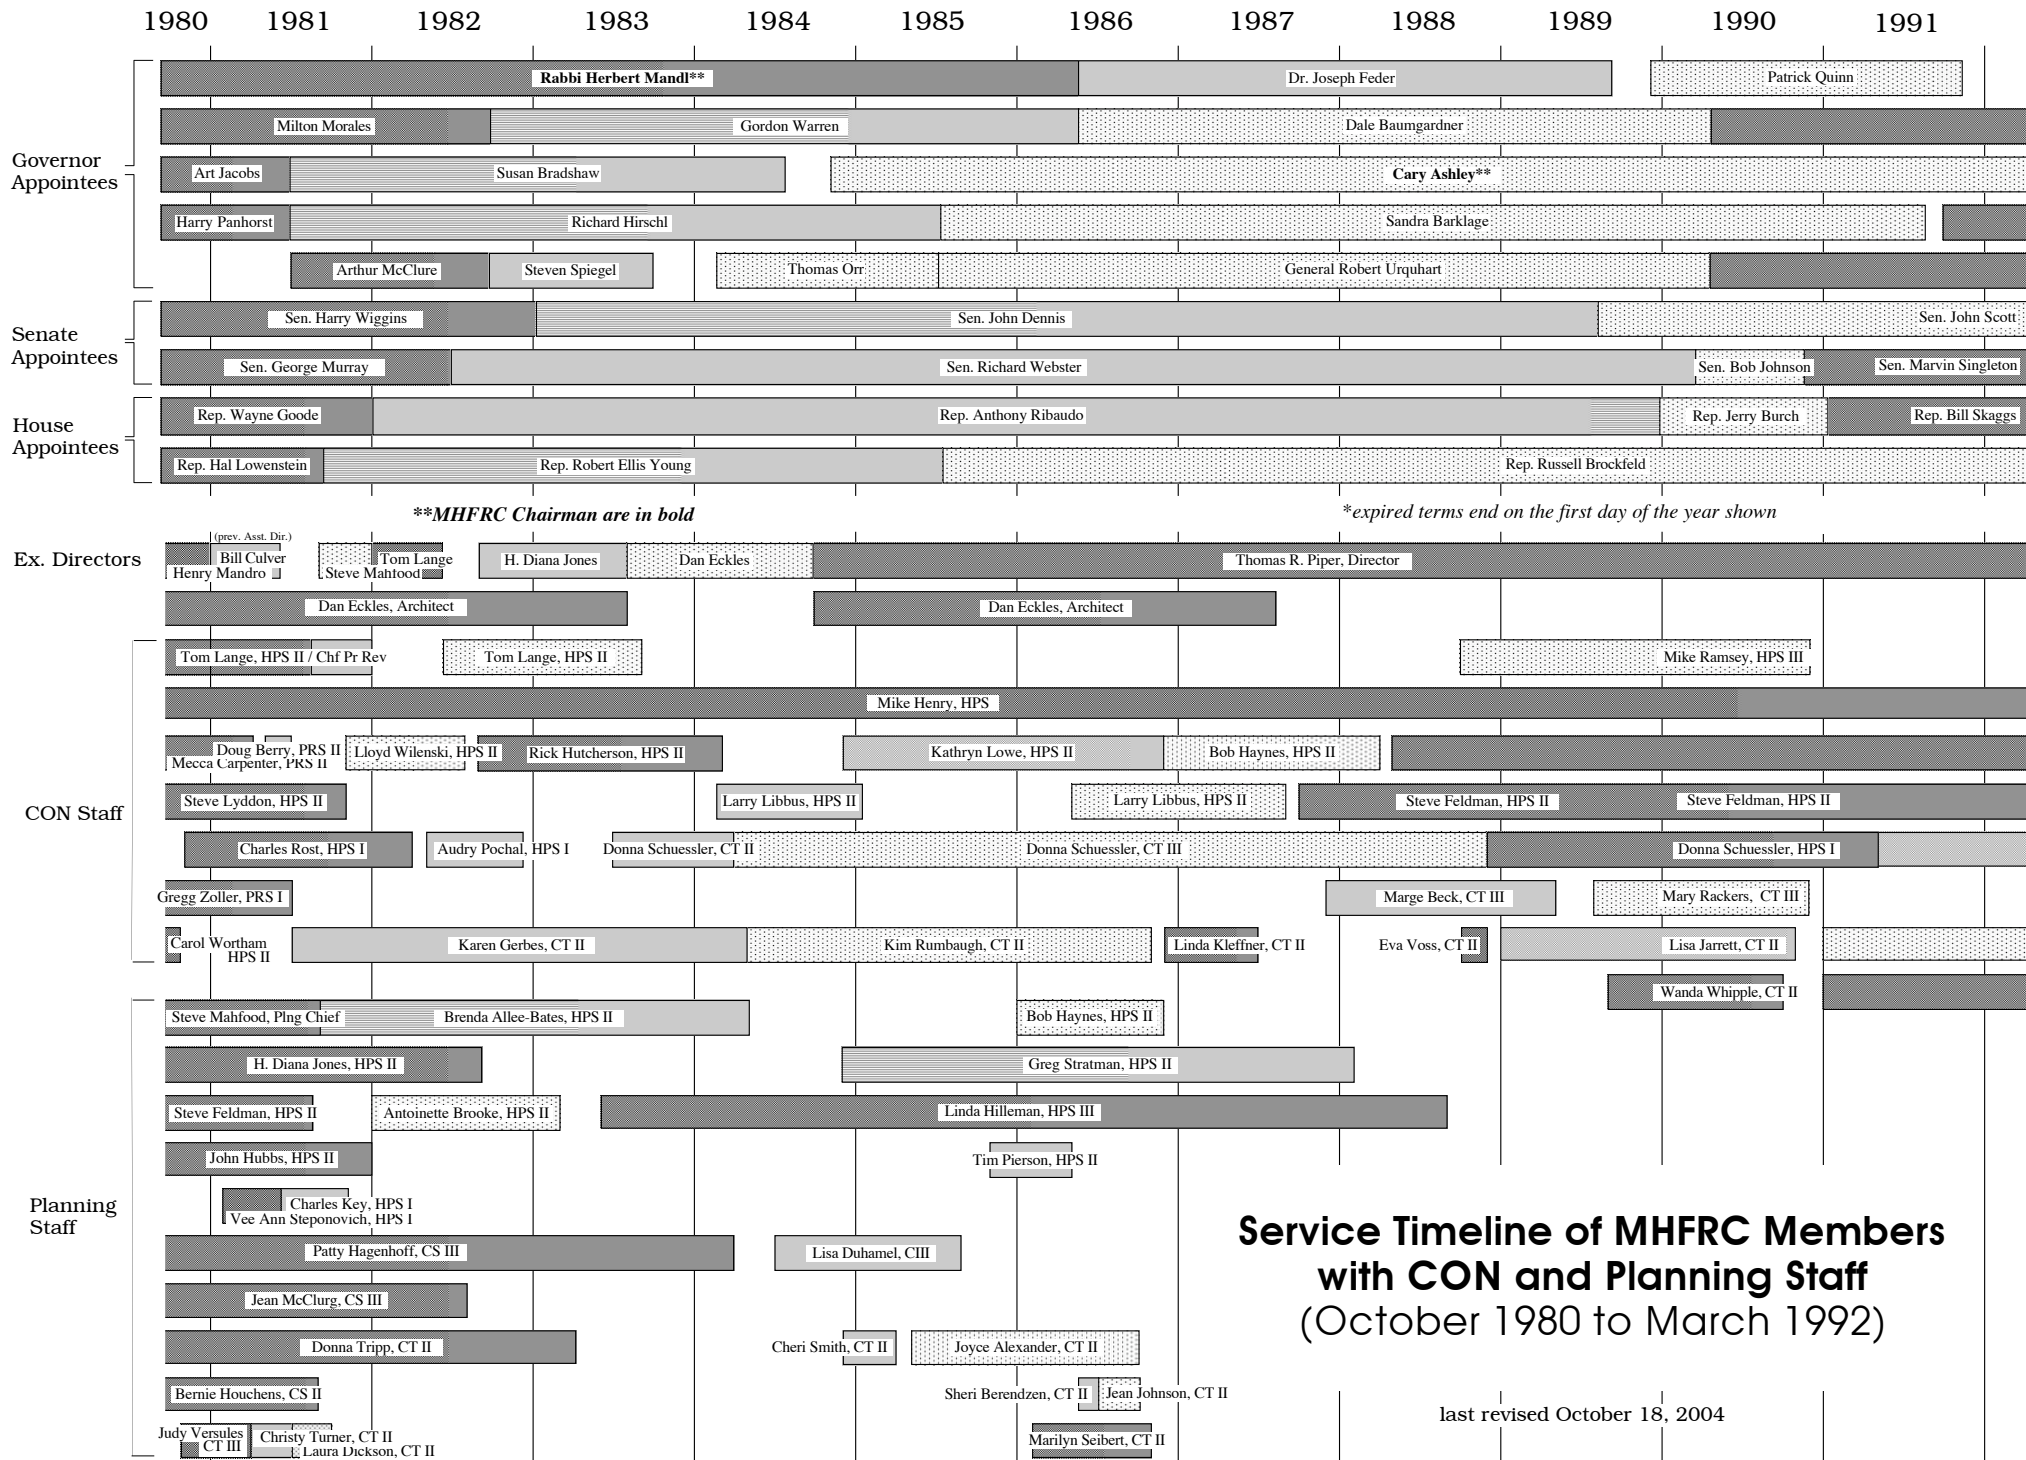 1980 1981 1982 1983 1984 1985 1986 1987 1988 1989 1990 1991
Rabbi Herbert Mandl** Dr. Joseph Feder Patrick Quinn
Milton Morales Gordon Warren Dale Baumgardner
Governor
Appointees
Art Jacobs Susan Bradshaw Cary Ashley**
Harry Panhorst Richard Hirschl Sandra Barklage
Arthur McClure Steven Spiegel Thomas Orr General Robert Urquhart
Senate
Appointees
Sen. Harry Wiggins Sen. John Dennis Sen. John Scott
Sen. George Murray Sen. Richard Webster Sen. Bob Johnson Sen. Marvin Singleton
House
Appointees
Rep. Wayne Goode Rep. Anthony Ribaudo Rep. Jerry Burch Rep. Bill Skaggs
Rep. Hal Lowenstein Rep. Robert Ellis Young Rep. Russell Brockfeld
**MHFRC Chairman are in bold *expired terms end on the first day of the year shown
Ex. Directors
(prev. Asst. Dir.)
Bill Culver Tom Lange H. Diana Jones Dan Eckles Thomas R. Piper, Director
Henry Mandro Steve Mahfood
Dan Eckles, Architect Dan Eckles, Architect
CON Staff
Tom Lange, HPS II / Chf Pr Rev Tom Lange, HPS II Mike Ramsey, HPS III
Mike Henry, HPS
Doug Berry, PRS II Lloyd Wilenski, HPS II Rick Hutcherson, HPS II Kathryn Lowe, HPS II Bob Haynes, HPS II
Mecca Carpenter, PRS II
Steve Lyddon, HPS II Larry Libbus, HPS II Larry Libbus, HPS II Steve Feldman, HPS II Steve Feldman, HPS II
Charles Rost, HPS I Audry Pochal, HPS I Donna Schuessler, CT II Donna Schuessler, CT III Donna Schuessler, HPS I
Gregg Zoller, PRS I Marge Beck, CT III Mary Rackers, CT III
Carol Wortham
HPS II
Karen Gerbes, CT II Kim Rumbaugh, CT II Linda Kleffner, CT II Eva Voss, CT II Lisa Jarrett, CT II
Wanda Whipple, CT II
Planning
Staff
Steve Mahfood, Plng Chief Brenda Allee-Bates, HPS II Bob Haynes, HPS II
H. Diana Jones, HPS II Greg Stratman, HPS II
Steve Feldman, HPS II Antoinette Brooke, HPS II Linda Hilleman, HPS III
John Hubbs, HPS II Tim Pierson, HPS II
Charles Key, HPS I
Vee Ann Steponovich, HPS I
Patty Hagenhoff, CS III Lisa Duhamel, CIII
Jean McClurg, CS III
Donna Tripp, CT II Cheri Smith, CT II Joyce Alexander, CT II
Bernie Houchens, CS II Sheri Berendzen, CT II Jean Johnson, CT II
Judy Versules
CT III
Christy Turner, CT II
Laura Dickson, CT II
Marilyn Seibert, CT II
Service Timeline of MHFRC Members
with CON and Planning Staff
(October 1980 to March 1992)
last revised October 18, 2004